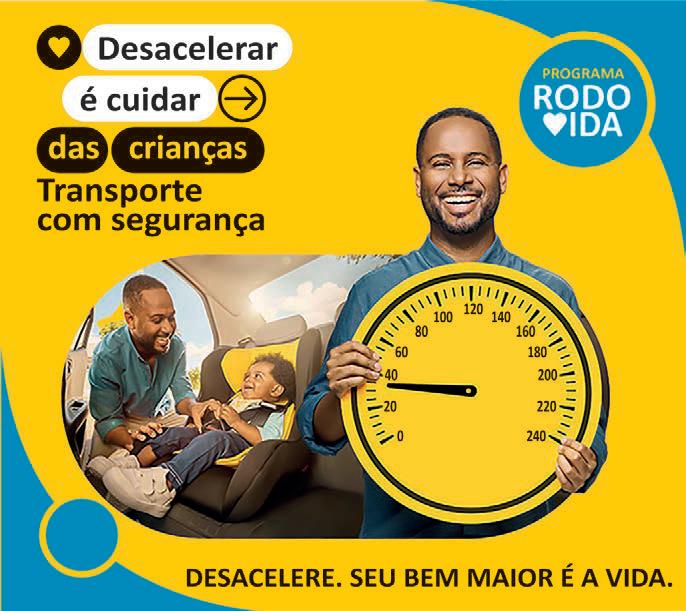 Desacelerar
é cuidar
das crianças
Transporte
com segurança
PROGRAMA
RODO
VIDA
0
20
40
60
80
100
120
140
160
180
200
220
240
DESACELERE. SEU BEM MAIOR É A VIDA.